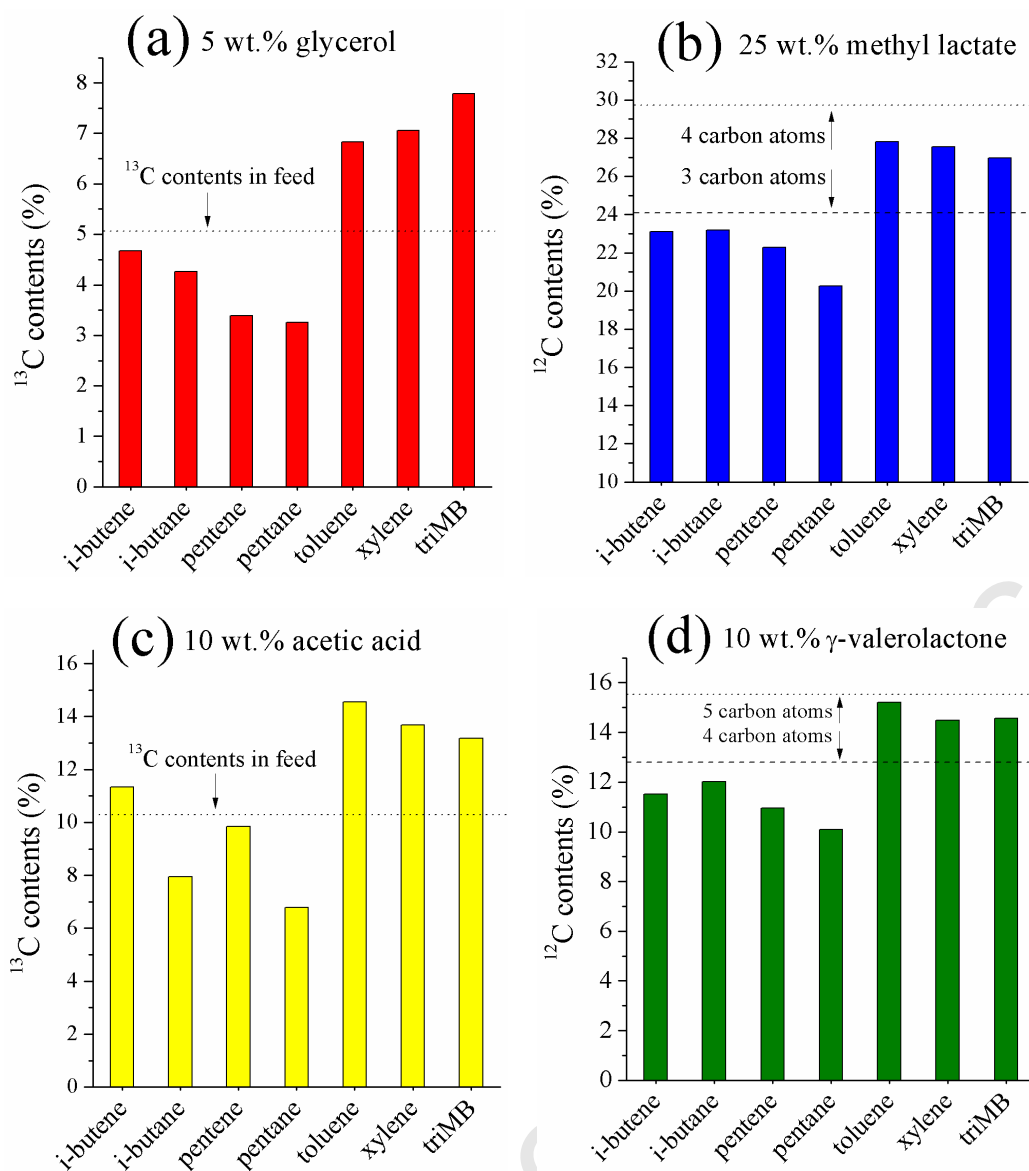 (a) 5 wt.% glycerol
8
7
6
5
4
3
2
1
0
¹³C contents (%)
¹³C contents in feed
i-butene
i-butane
pentene
pentane
toluene
xylene
triMB
(b) 25 wt.% methyl lactate
32
30
28
26
24
22
20
18
16
14
12
10
¹²C contents (%)
4 carbon atoms
3 carbon atoms
i-butene
i-butane
pentene
pentane
toluene
xylene
triMB
(c) 10 wt.% acetic acid
16
14
12
10
8
6
4
2
0
¹³C contents (%)
¹³C contents in feed
i-butene
i-butane
pentene
pentane
toluene
xylene
triMB
(d) 10 wt.% γ-valerolactone
16
14
12
10
8
6
4
2
0
¹²C contents (%)
5 carbon atoms
4 carbon atoms
i-butene
i-butane
pentene
pentane
toluene
xylene
triMB